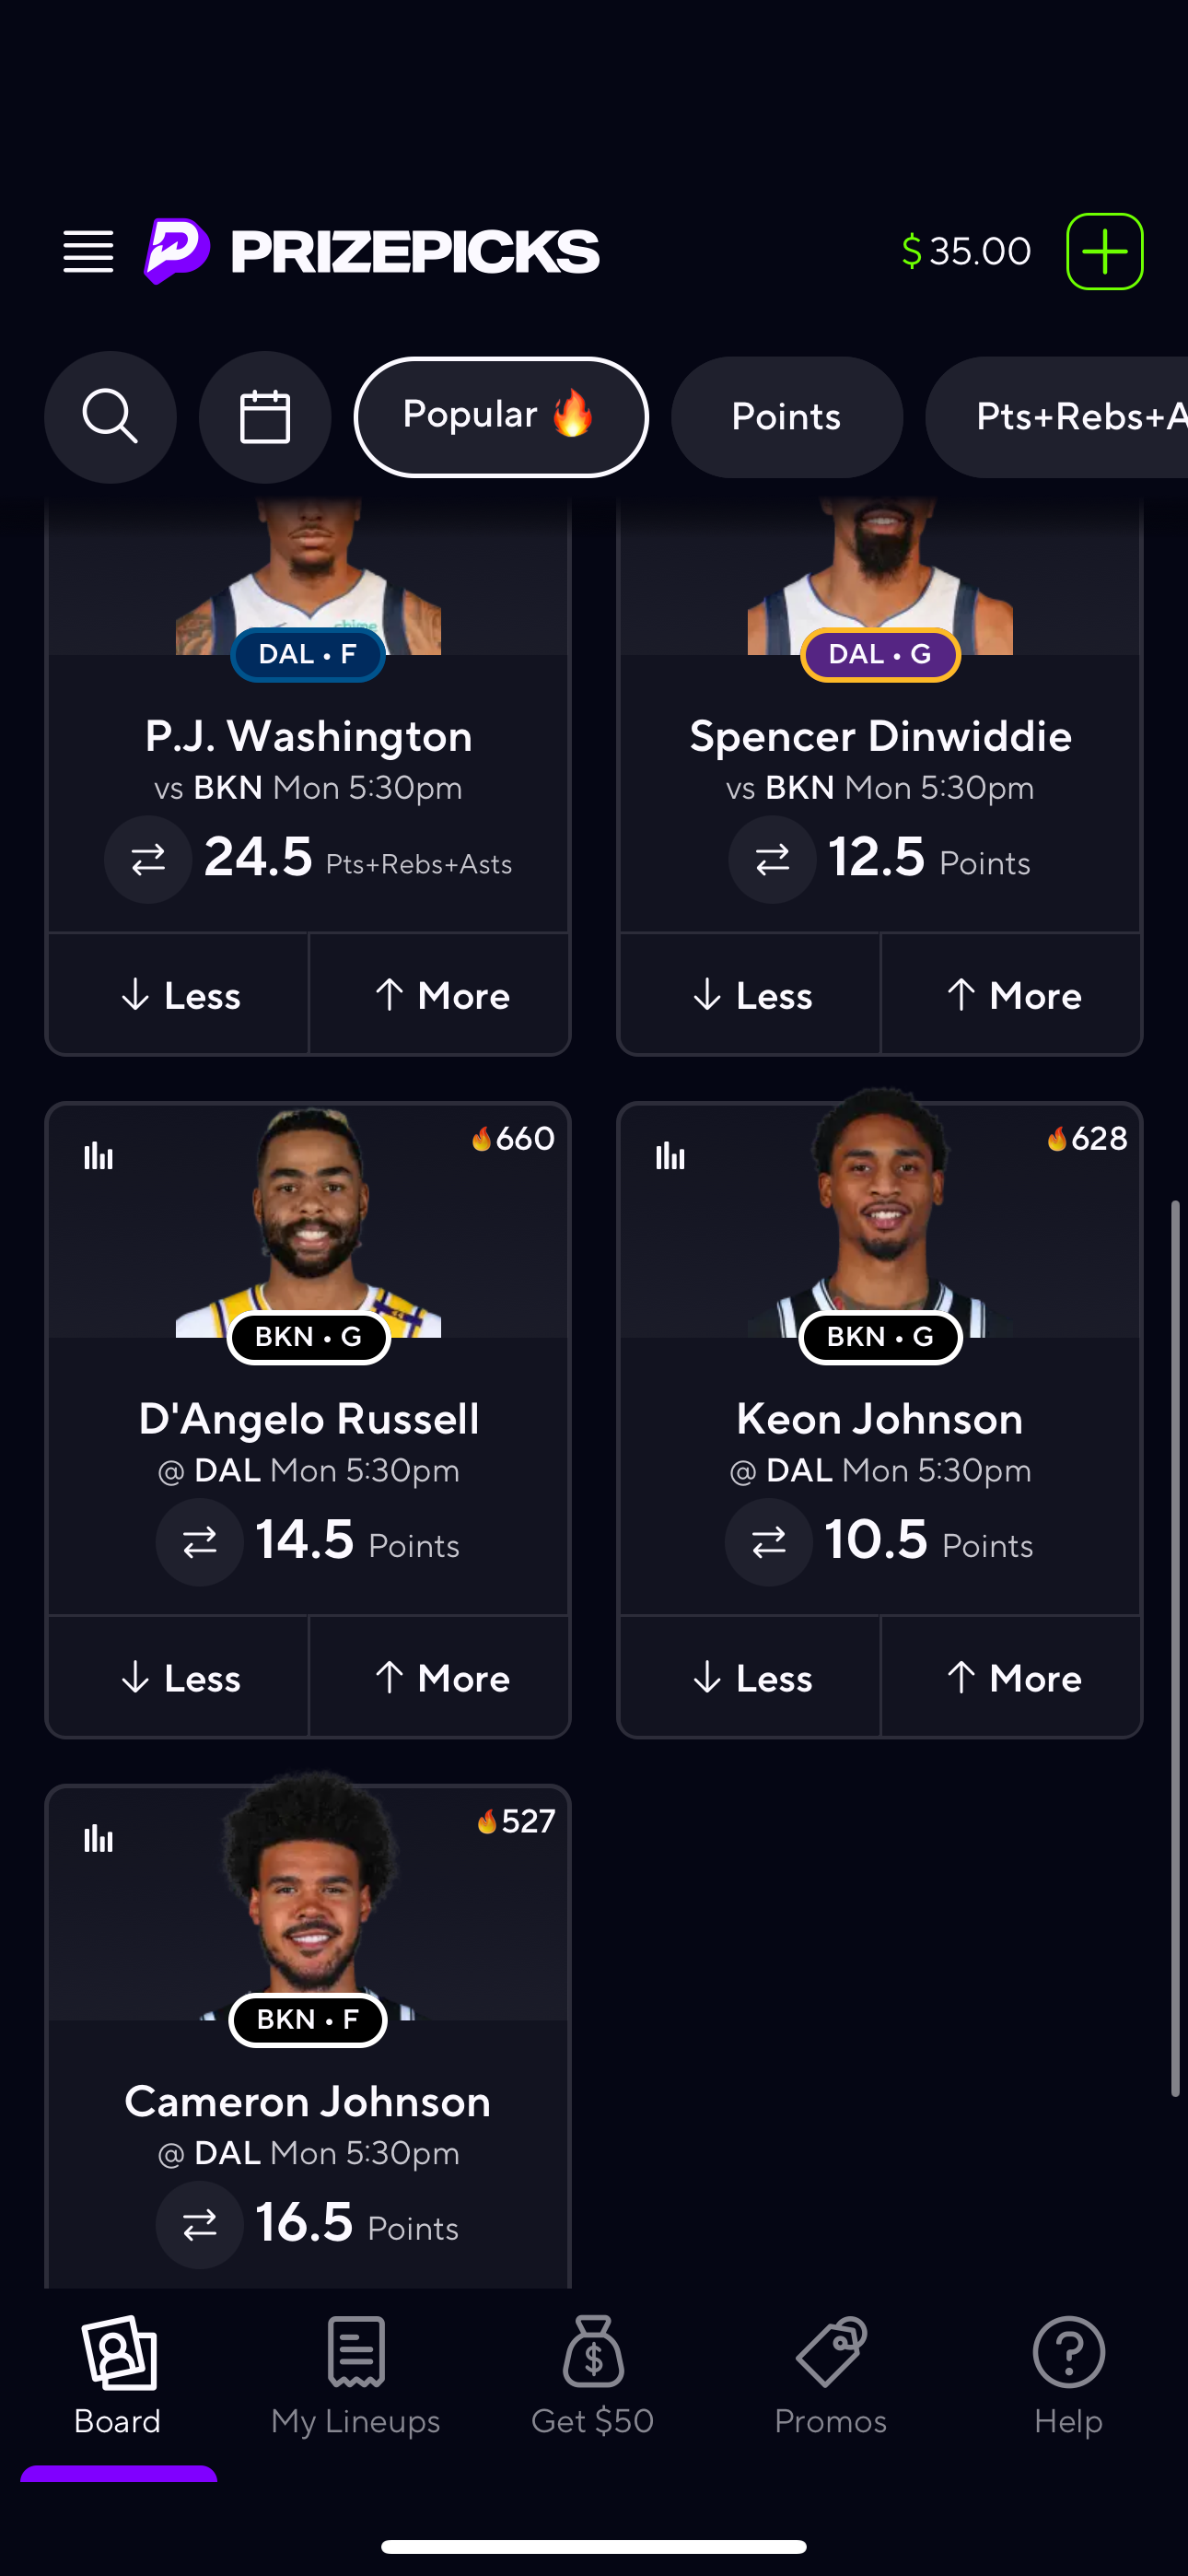 PRIZEPICKS
$ 35.00
Popular 🔥
Points
Pts+Rebs+A
chime
DAL • F
DAL • G
P.J. Washington
Spencer Dinwiddie
vs BKN Mon 5:30pm
vs BKN Mon 5:30pm
24.5 Pts+Rebs+Asts
12.5 Points
↓ Less
↑ More
↓ Less
↑ More
🔥660
🔥628
BKN • G
BKN • G
D'Angelo Russell
Keon Johnson
@ DAL Mon 5:30pm
@ DAL Mon 5:30pm
14.5 Points
10.5 Points
↓ Less
↑ More
↓ Less
↑ More
🔥527
BKN • F
Cameron Johnson
@ DAL Mon 5:30pm
16.5 Points
Board
My Lineups
Get $50
Promos
Help